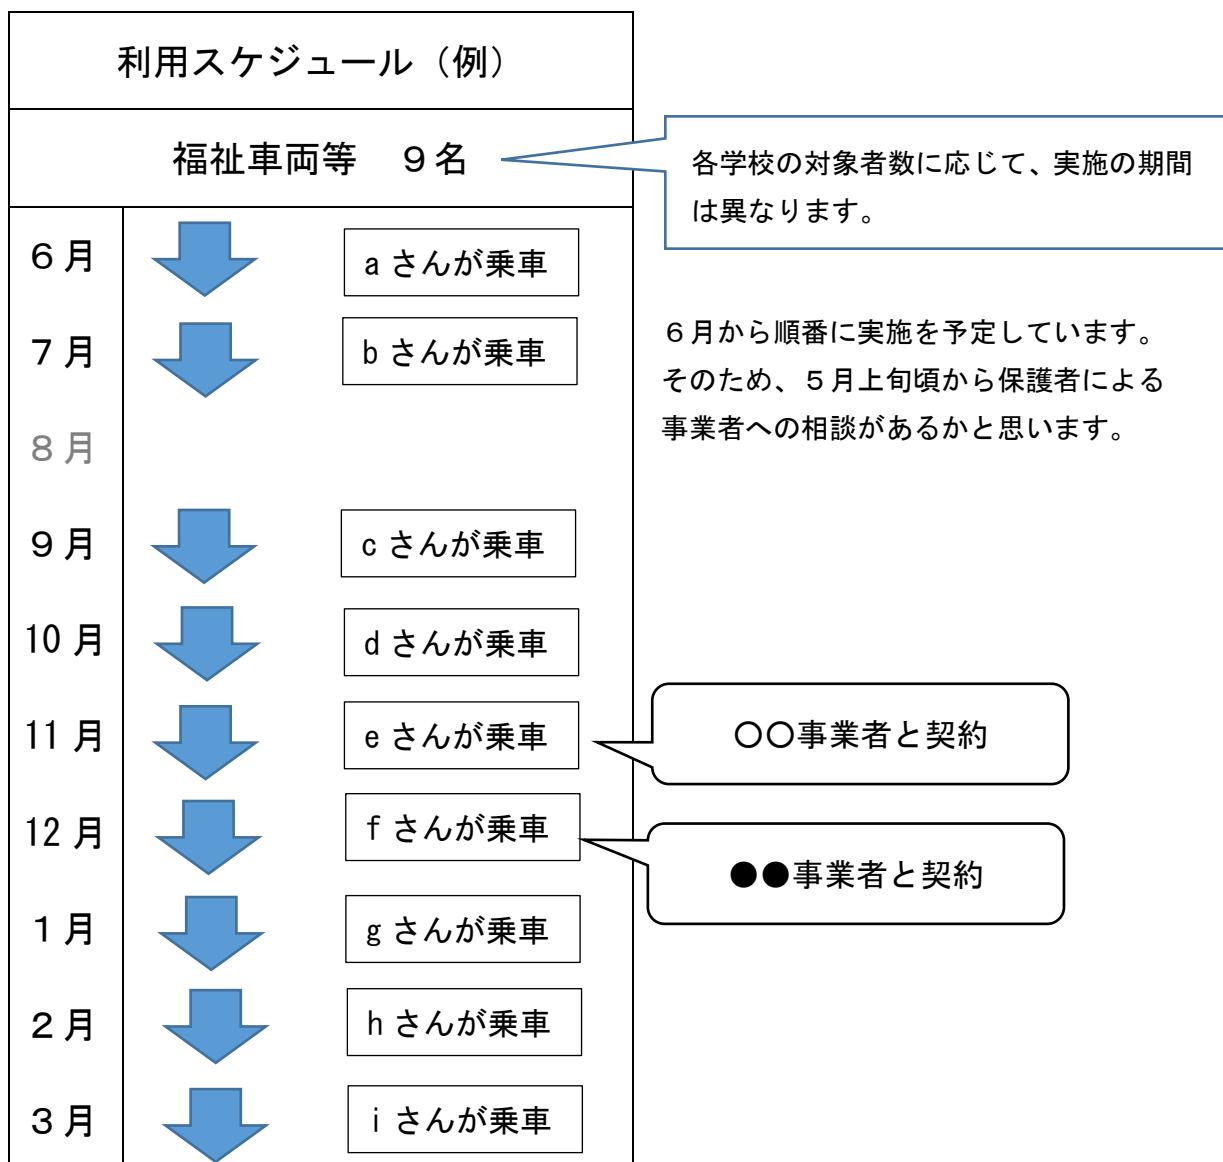 利用スケジュール（例）
福祉車両等　９名
各学校の対象者数に応じて、実施の期間
は異なります。
６月
aさんが乗車
７月
bさんが乗車
６月から順番に実施を予定しています。
そのため、５月上旬頃から保護者による
事業者への相談があるかと思います。
８月
９月
cさんが乗車
10月
dさんが乗車
11月
eさんが乗車
〇〇事業者と契約
12月
fさんが乗車
●●事業者と契約
１月
gさんが乗車
２月
hさんが乗車
３月
iさんが乗車